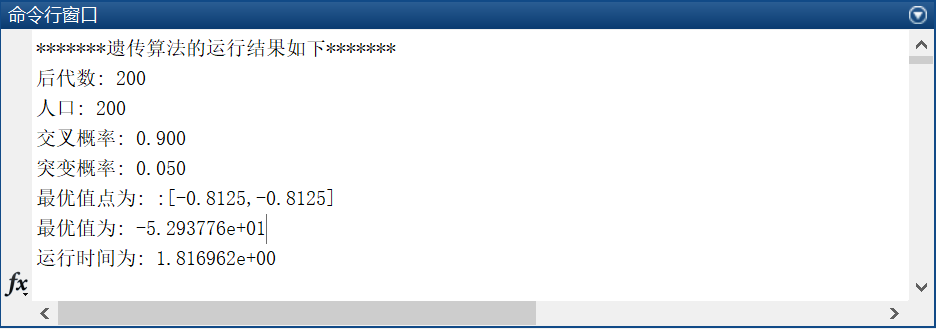 命令行窗口
*******遗传算法的运行结果如下*******
后代数: 200
人口: 200
交叉概率: 0.900
突变概率: 0.050
最优值点为: :[-0.8125,-0.8125]
最优值为: -5.293776e+01
运行时间为: 1.816962e+00
fx